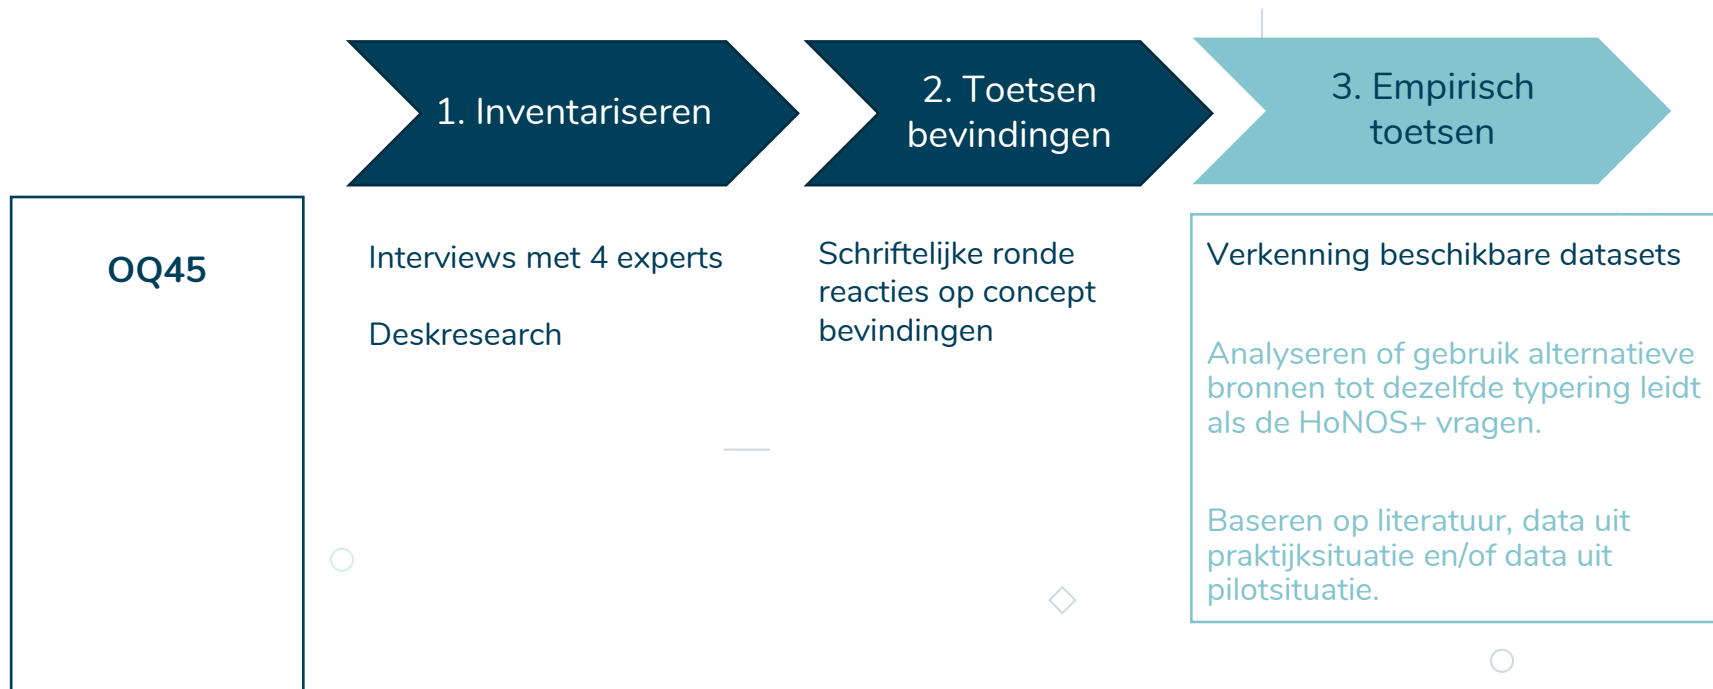 1. Inventariseren
2. Toetsen
bevindingen
3. Empirisch
toetsen
OQ45
Interviews met 4 experts
Deskresearch
Schriftelijke ronde
reacties op concept
bevindingen
Verkenning beschikbare datasets
Analyseren of gebruik alternatieve
bronnen tot dezelfde typering leidt
als de HoNOS+ vragen.
Baseren op literatuur, data uit
praktijksituatie en/of data uit
pilotsituatie.